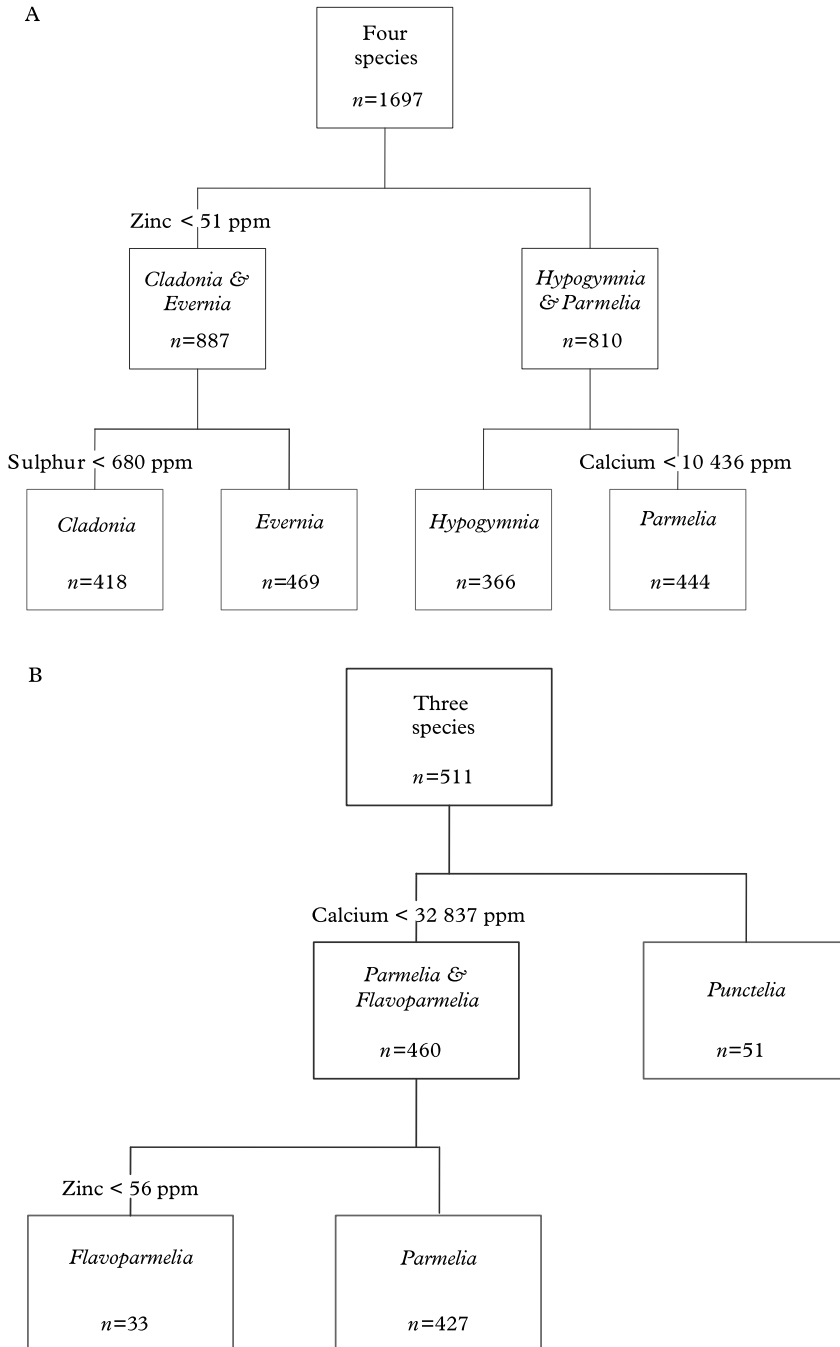 A
Four
species
n=1697
Zinc < 51 ppm
Cladonia &
Evernia
n=887
Hypogymnia
& Parmelia
n=810
Sulphur < 680 ppm
Calcium < 10 436 ppm
Cladonia
n=418
Evernia
n=469
Hypogymnia
n=366
Parmelia
n=444
B
Three
species
n=511
Calcium < 32 837 ppm
Parmelia &
Flavoparmelia
n=460
Punctelia
n=51
Zinc < 56 ppm
Flavoparmelia
n=33
Parmelia
n=427